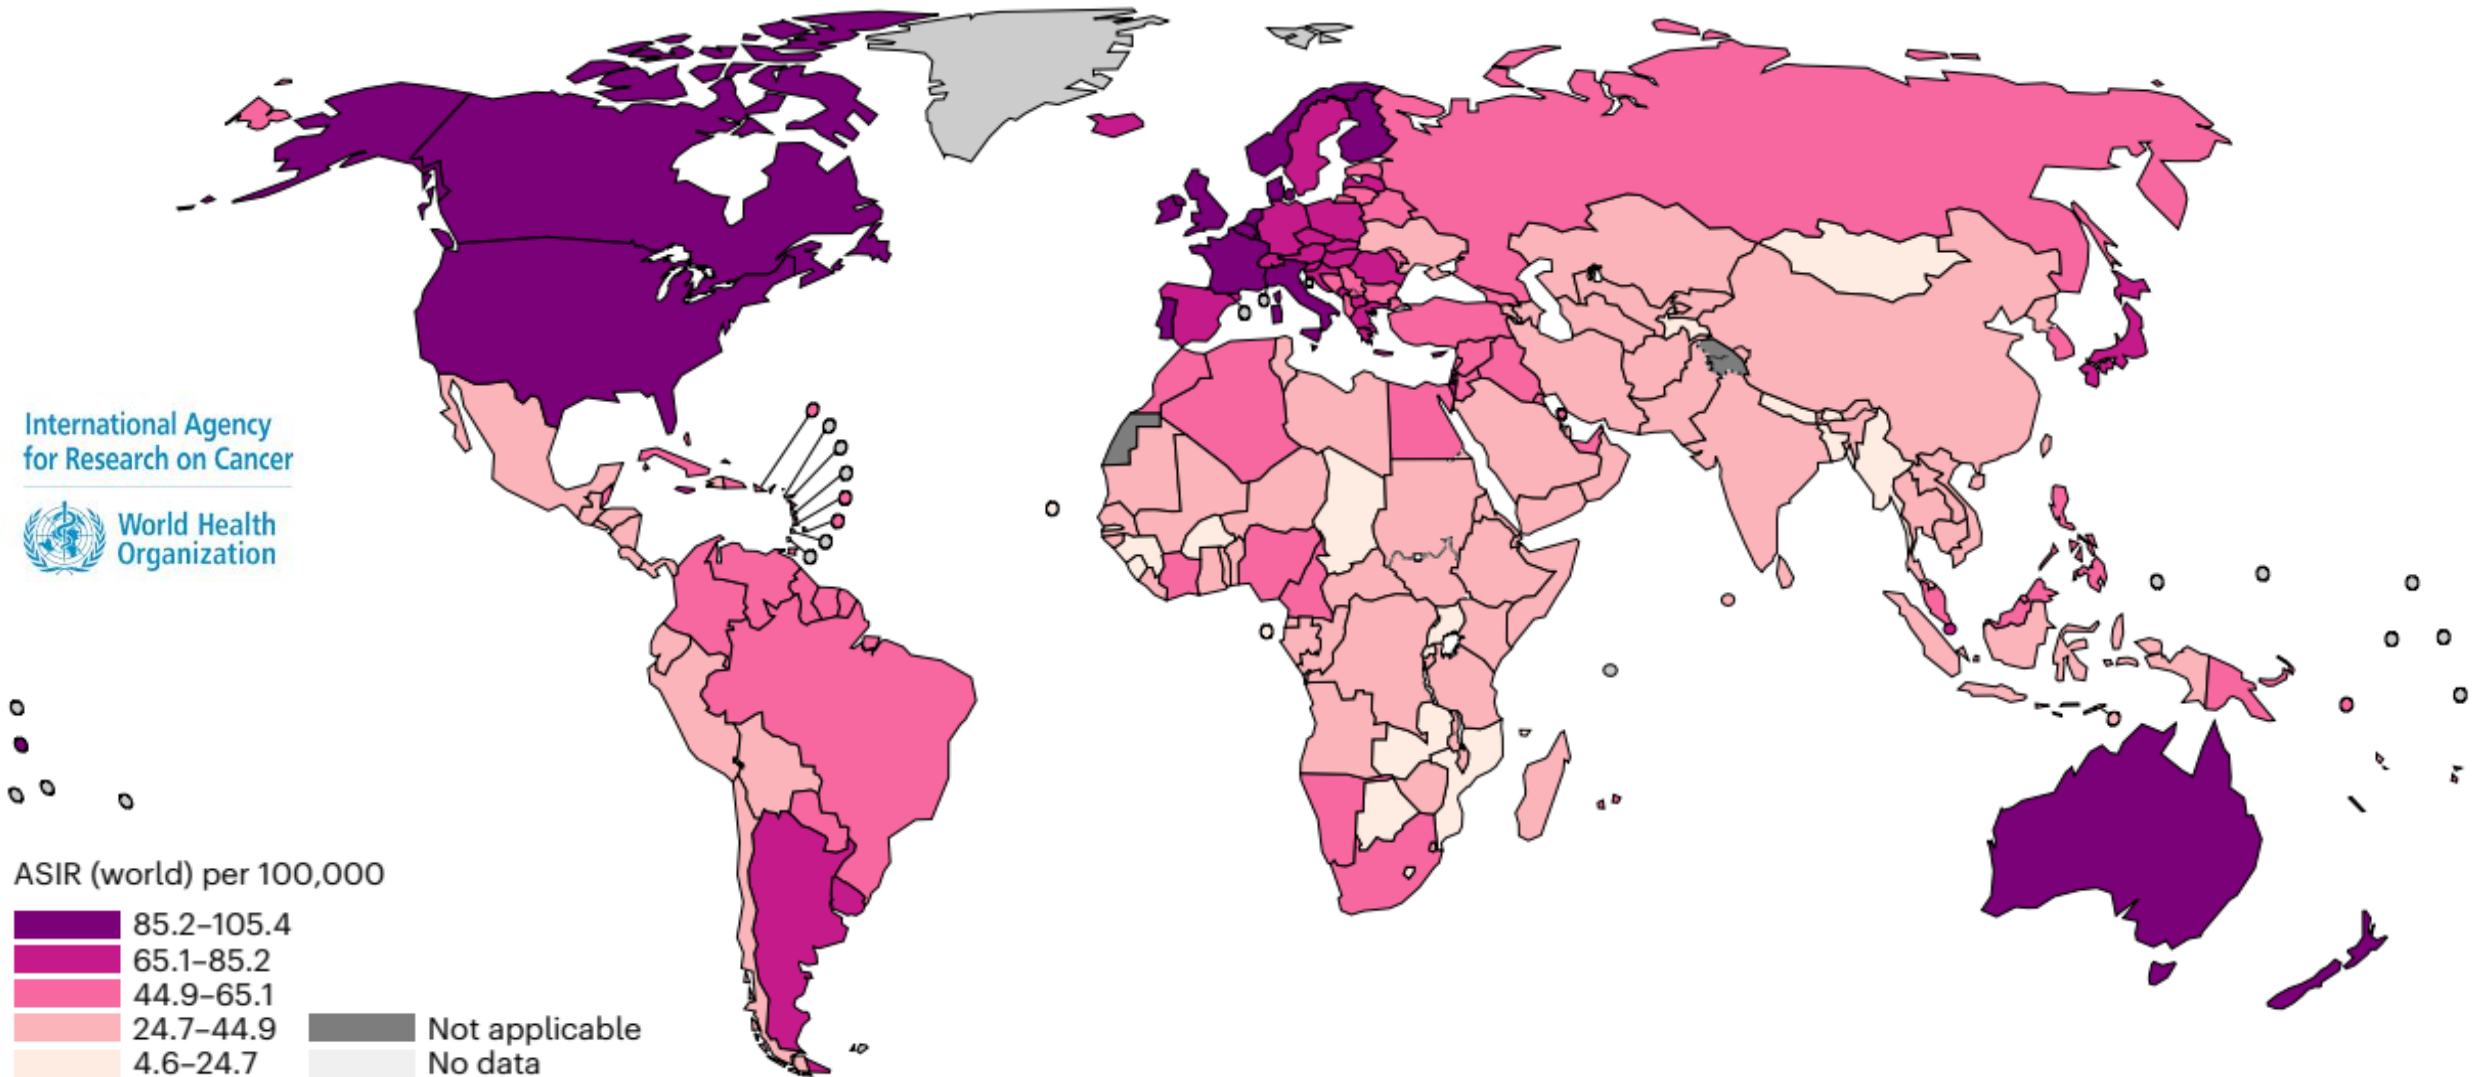 International Agency
for Research on Cancer
World Health
Organization
ASIR (world) per 100,000
85.2–105.4
65.1–85.2
44.9–65.1
24.7–44.9
4.6–24.7
Not applicable
No data